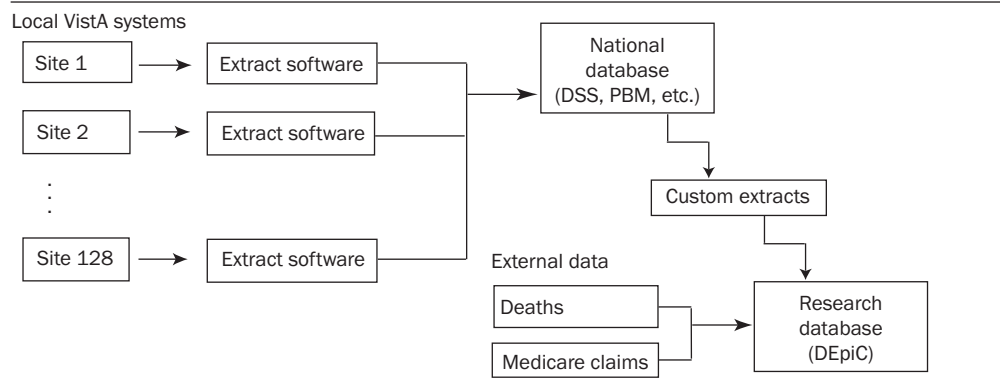 Local VistA systems
Site 1
Extract software
National
database
(DSS, PBM, etc.)
Site 2
Extract software
Custom extracts
Site 128
Extract software
External data
Deaths
Medicare claims
Research
database
(DEpiC)